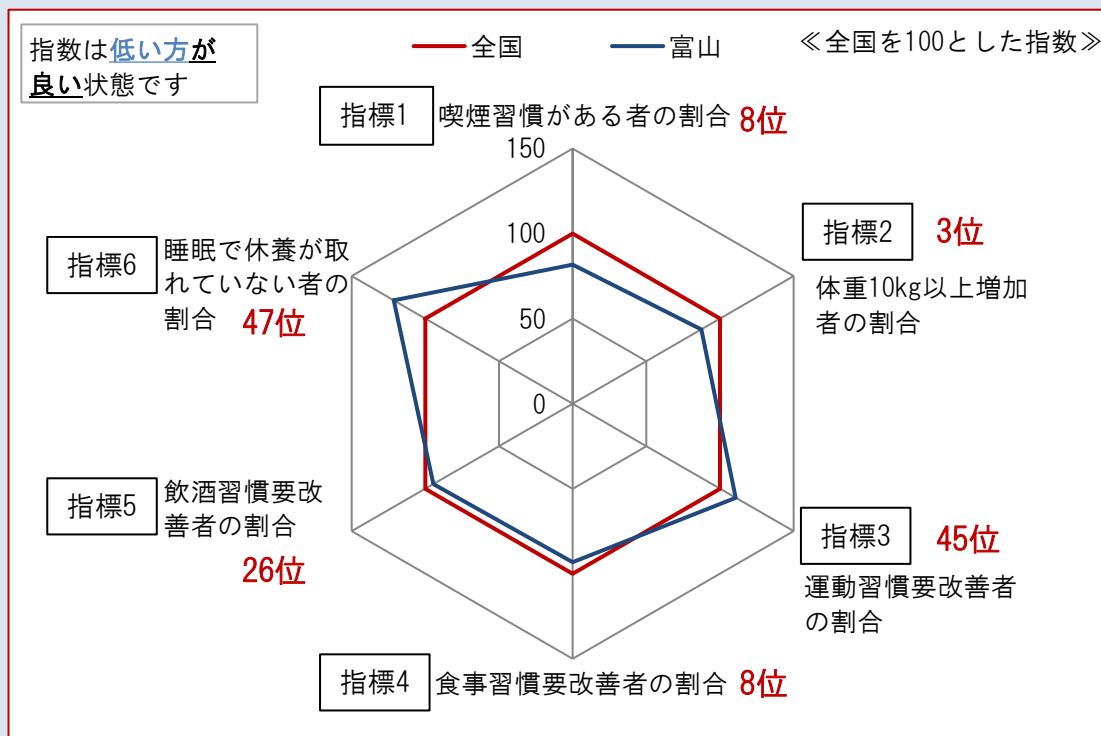 指数は低い方が
良い状態です
全国
富山
≪全国を100とした指数≫
指標1
喫煙習慣がある者の割合 8位
150
100
50
0
指標2
3位
体重10kg以上増加
者の割合
指標3
45位
運動習慣要改善者
の割合
指標4
食事習慣要改善者の割合 8位
指標5
飲酒習慣要改
善者の割合
26位
指標6
睡眠で休養が取
れていない者の
割合 47位